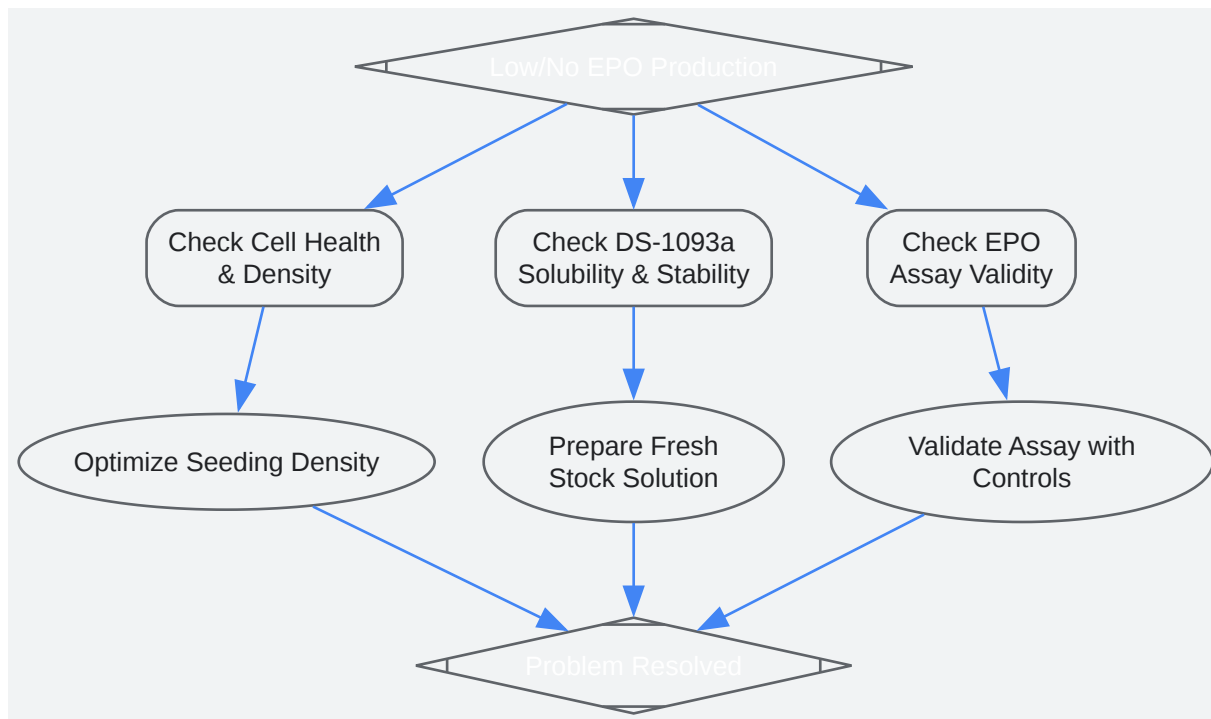 Low/No EPO Production
Check Cell Health
& Density
Check DS-1093a
Solubility & Stability
Check EPO
Assay Validity
Optimize Seeding Density
Prepare Fresh
Stock Solution
Validate Assay with
Controls
Problem Resolved